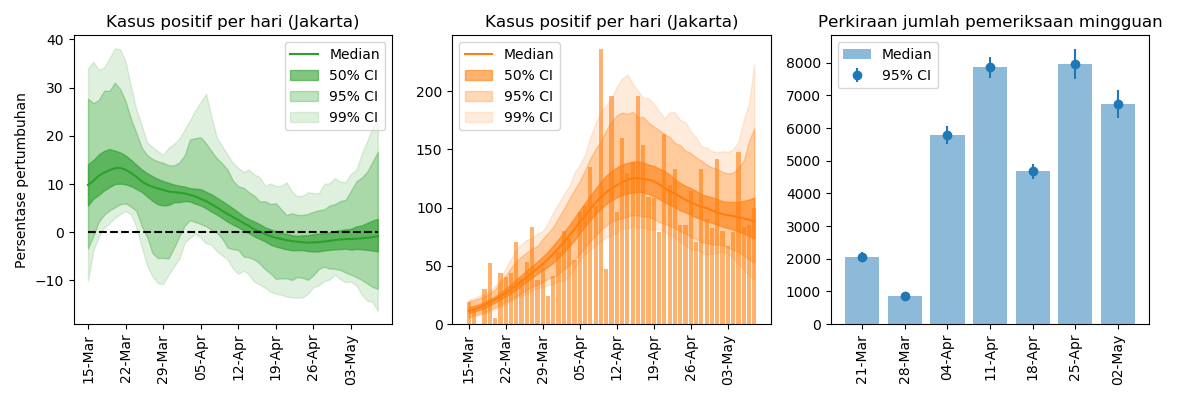 Kasus positif per hari (Jakarta)
Persentase pertumbuhan
40
30
20
10
0
−10
Median
50% CI
95% CI
99% CI
15-Mar
22-Mar
29-Mar
05-Apr
12-Apr
19-Apr
26-Apr
03-May
Kasus positif per hari (Jakarta)
200
150
100
50
0
Median
50% CI
95% CI
99% CI
15-Mar
22-Mar
29-Mar
05-Apr
12-Apr
19-Apr
26-Apr
03-May
Perkiraan jumlah pemeriksaan mingguan
8000
7000
6000
5000
4000
3000
2000
1000
0
Median
95% CI
21-Mar
28-Mar
04-Apr
11-Apr
18-Apr
25-Apr
02-May